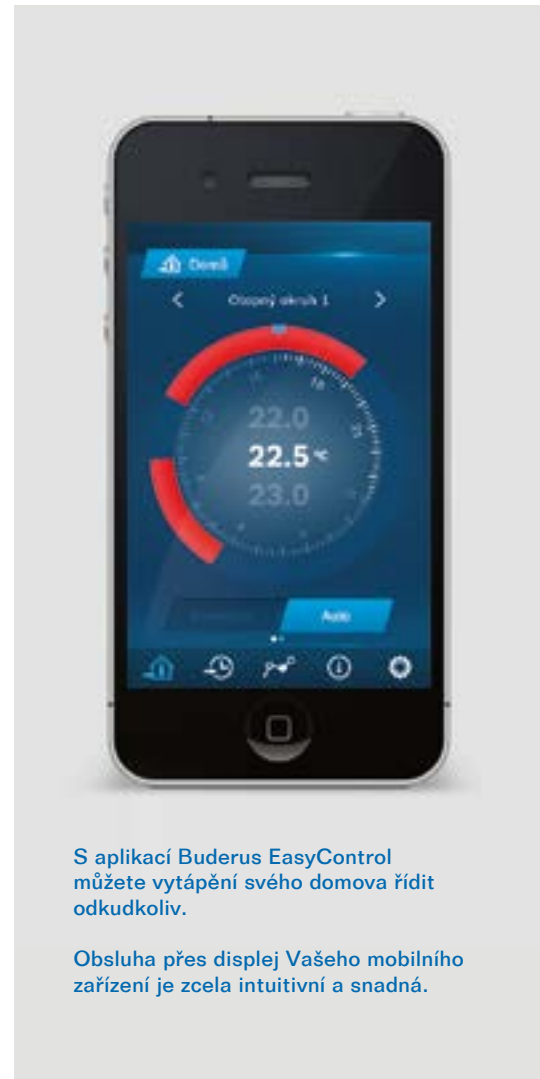 Domů
Otopný okruh 1
22.0
22.5 °C
23.0
Auto
S aplikací Buderus EasyControl
můžete vytápění svého domova řídit
odkudkoliv.
Obsluha přes displej Vašeho mobilního
zařízení je zcela intuitivní a snadná.